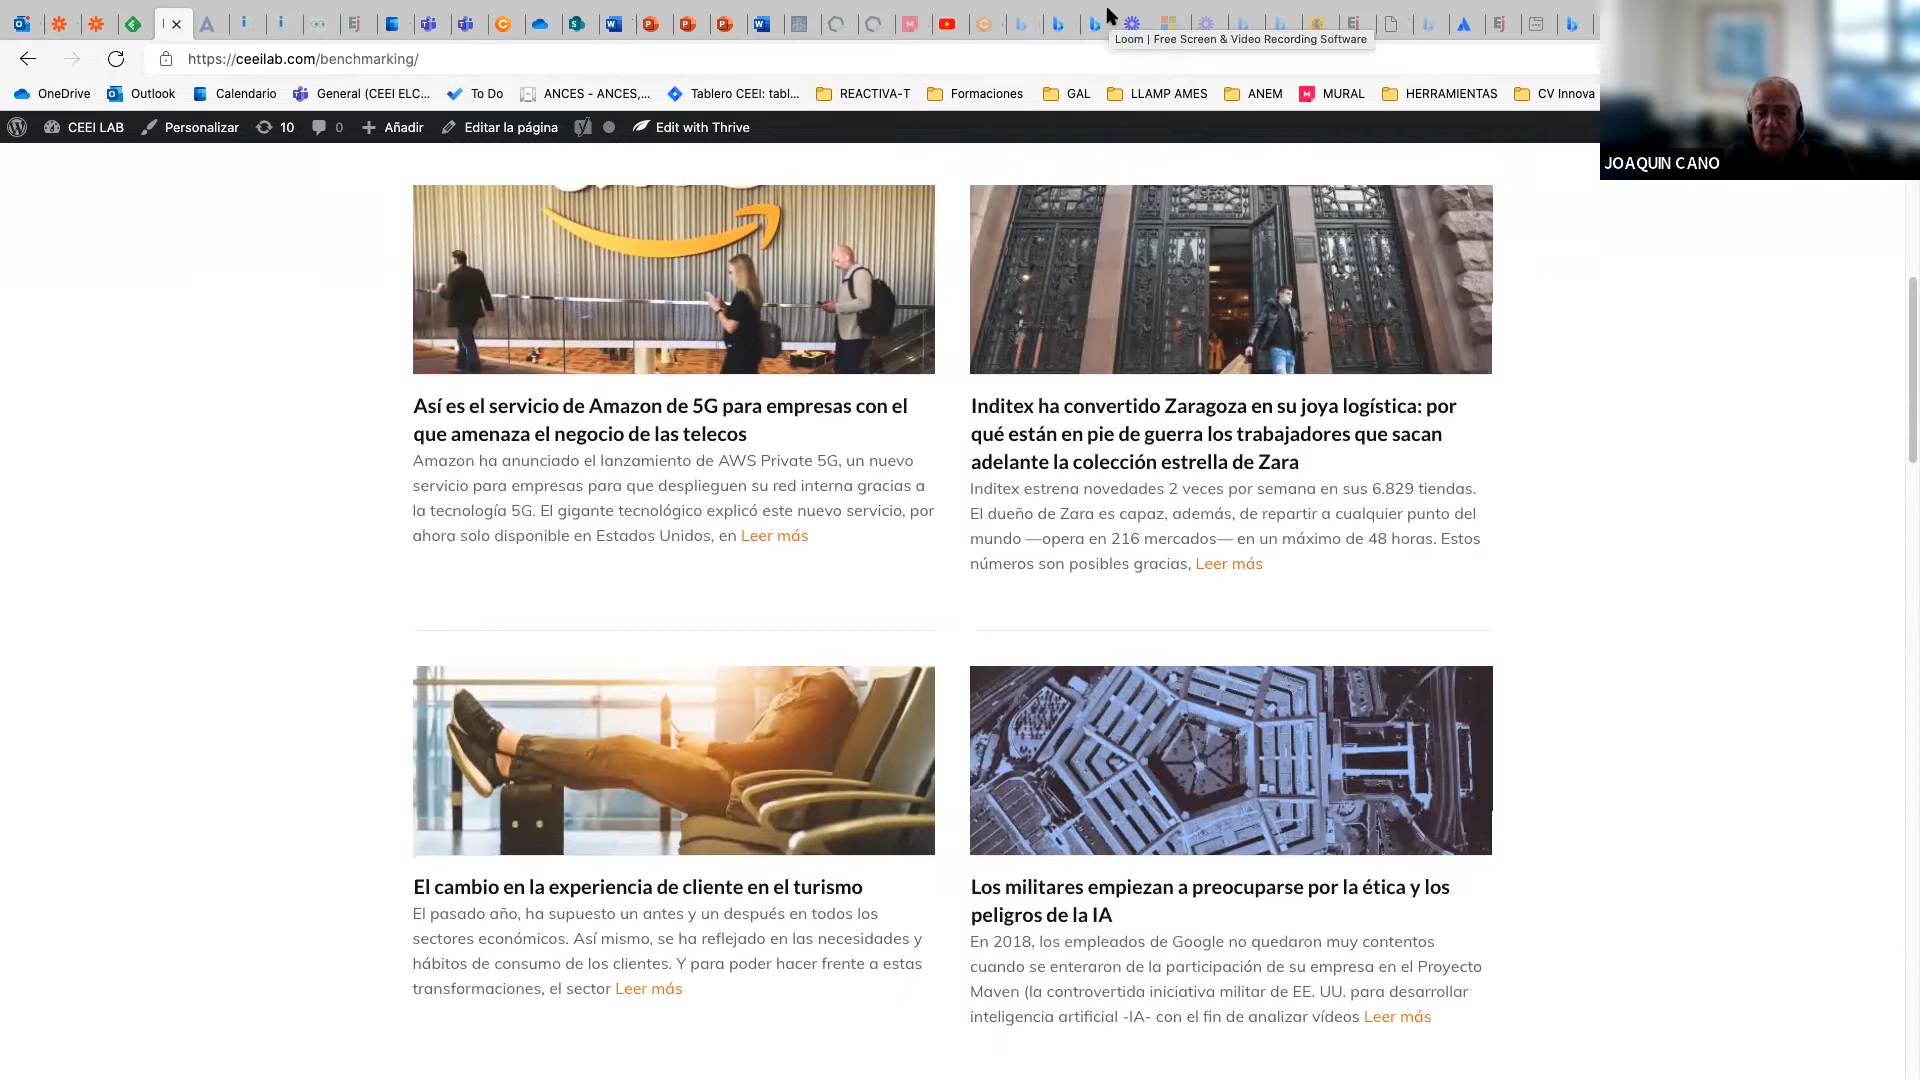 Loom | Free Screen & Video Recording Software
https://ceeilab.com/benchmarking/
OneDrive Outlook Calendario General (CEEI ELC... To Do ANCES - ANCES,... Tablero CEEI: tabl... REACTIVA-T Formaciones GAL LLAMP AMES ANEM MURAL HERRAMIENTAS CV Innova
CEEI LAB Personalizar 10 0 Añadir Editar la página Edit with Thrive
JOAQUIN CANO
Así es el servicio de Amazon de 5G para empresas con el
que amenaza el negocio de las telecos
Amazon ha anunciado el lanzamiento de AWS Private 5G, un nuevo
servicio para empresas para que desplieguen su red interna gracias a
la tecnología 5G. El gigante tecnológico explicó este nuevo servicio, por
ahora solo disponible en Estados Unidos, en Leer más
Inditex ha convertido Zaragoza en su joya logística: por
qué están en pie de guerra los trabajadores que sacan
adelante la colección estrella de Zara
Inditex estrena novedades 2 veces por semana en sus 6.829 tiendas.
El dueño de Zara es capaz, además, de repartir a cualquier punto del
mundo —opera en 216 mercados— en un máximo de 48 horas. Estos
números son posibles gracias, Leer más
El cambio en la experiencia de cliente en el turismo
El pasado año, ha supuesto un antes y un después en todos los
sectores económicos. Así mismo, se ha reflejado en las necesidades y
hábitos de consumo de los clientes. Y para poder hacer frente a estas
transformaciones, el sector Leer más
Los militares empiezan a preocuparse por la ética y los
peligros de la IA
En 2018, los empleados de Google no quedaron muy contentos
cuando se enteraron de la participación de su empresa en el Proyecto
Maven (la controvertida iniciativa militar de EE. UU. para desarrollar
inteligencia artificial -IA- con el fin de analizar vídeos Leer más